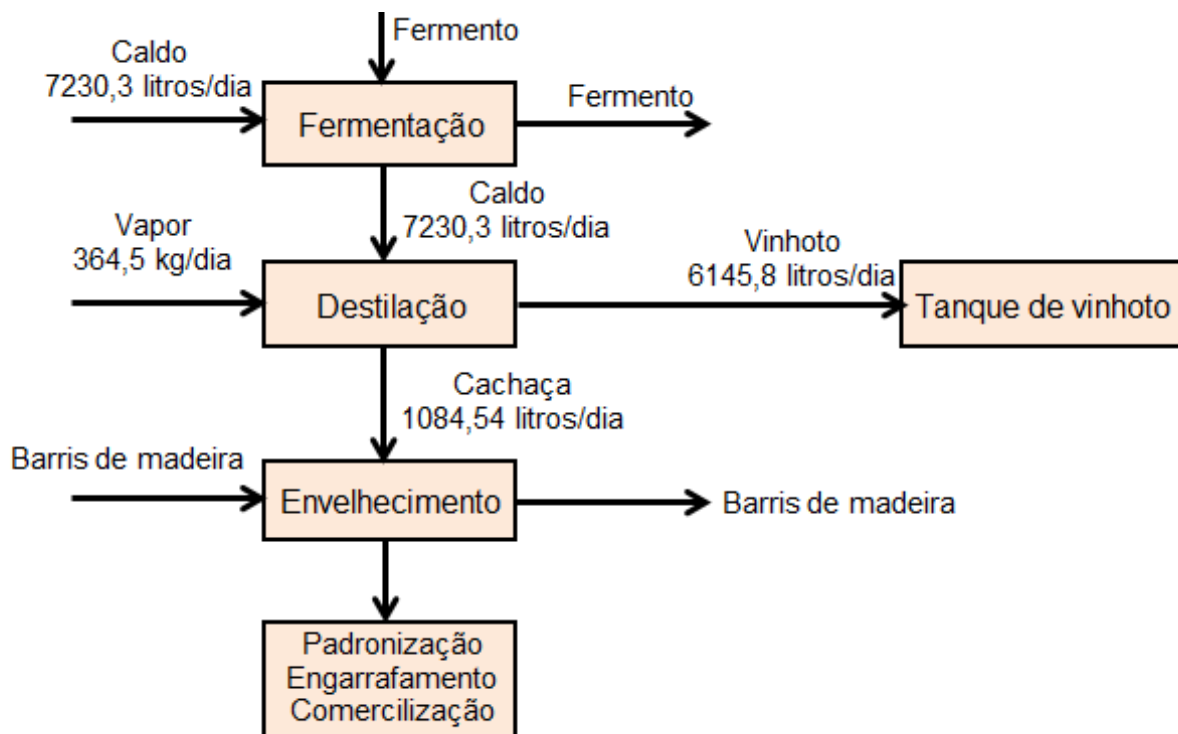 Fermento
Caldo
7230,3 litros/dia
Fermentação
Fermento
Caldo
7230,3 litros/dia
Vapor
364,5 kg/dia
Destilação
Vinhoto
6145,8 litros/dia
Tanque de vinhoto
Cachaça
1084,54 litros/dia
Barris de madeira
Envelhecimento
Barris de madeira
Padronização
Engarrafamento
Comercilização